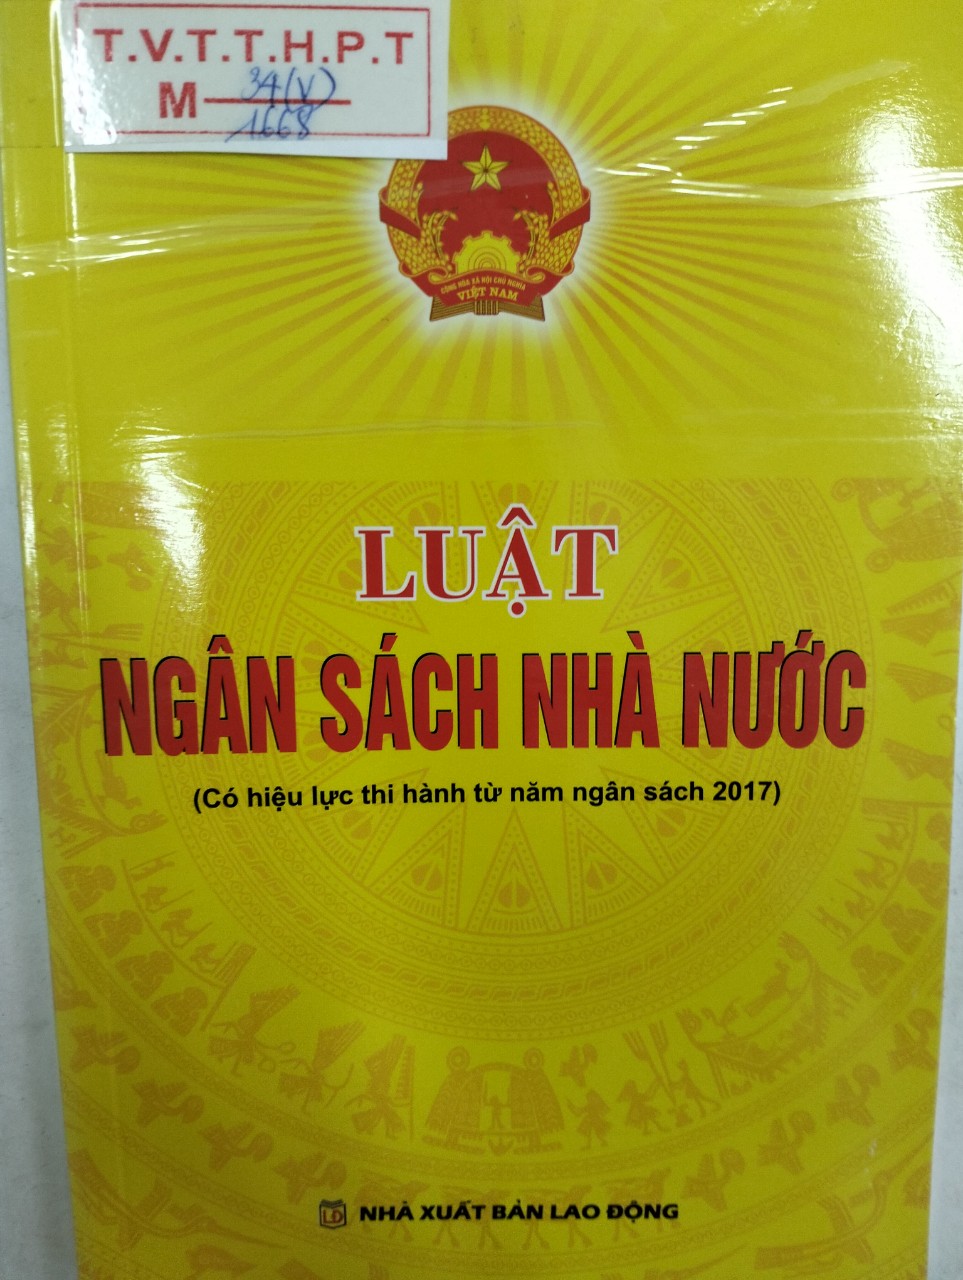 T.V.T.T.H.P.T
M 34(V)
1668
CỘNG HÒA XÃ HỘI CHỦ NGHĨA
VIỆT NAM
LUẬT
NGÂN SÁCH NHÀ NƯỚC
(Có hiệu lực thi hành từ năm ngân sách 2017)
LĐ NHÀ XUẤT BẢN LAO ĐỘNG